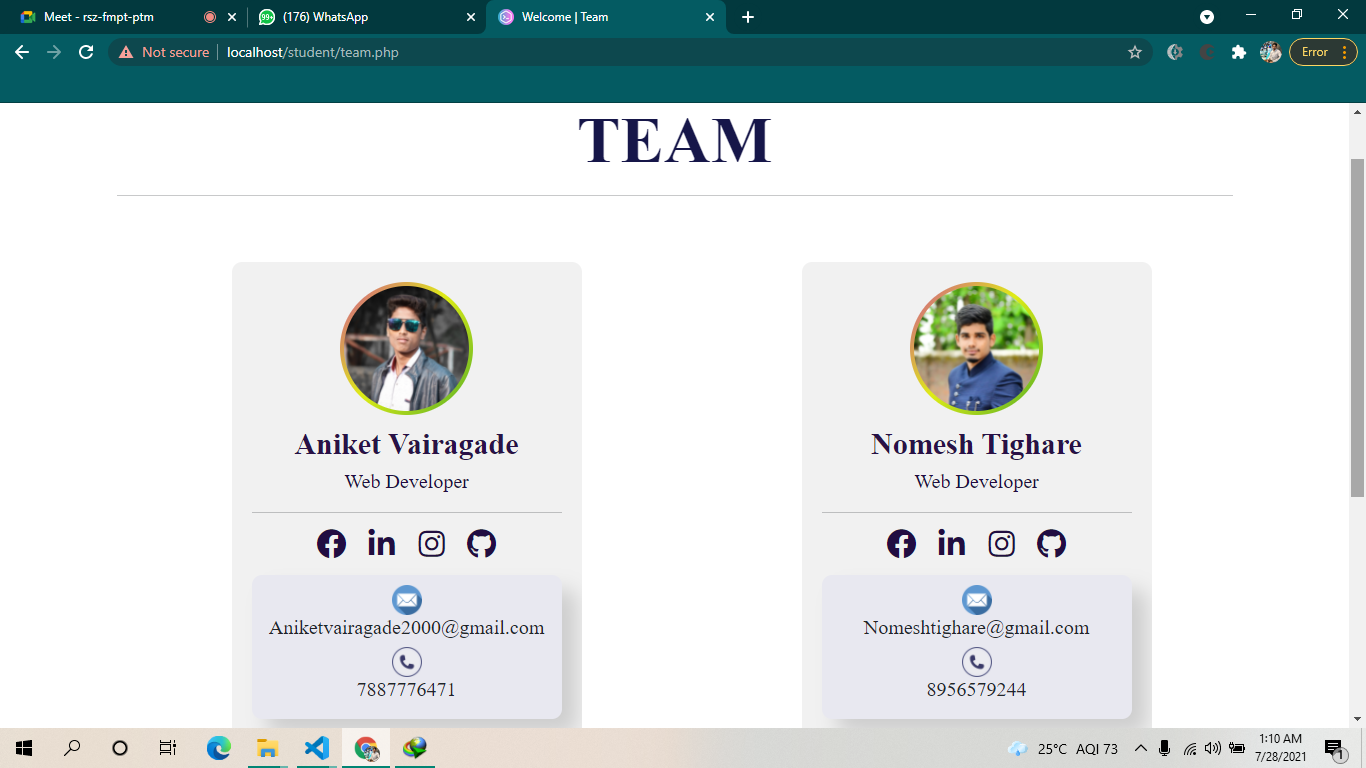 Meet - rsz-fmpt-ptm
99+
(176) WhatsApp
Welcome | Team
Not secure
localhost/student/team.php
Error
TEAM
Aniket Vairagade
Nomesh Tighare
Web Developer
Web Developer
Aniketvairagade2000@gmail.com
Nomeshtighare@gmail.com
7887776471
8956579244
25°C AQI 73
1:10 AM
7/28/2021
1